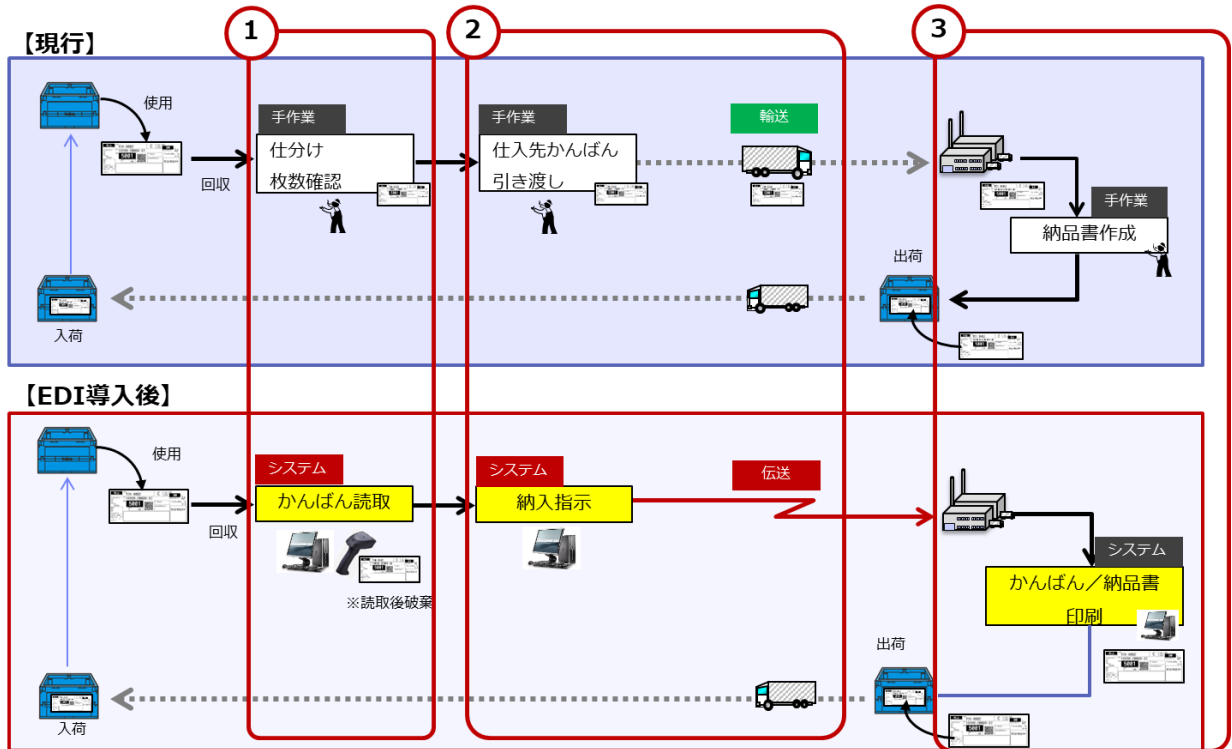 1
2
3
【現行】
使用
回収
手作業
仕分け
枚数確認
手作業
仕入先かんばん
引き渡し
輸送
手作業
納品書作成
出荷
入荷
【EDI導入後】
使用
回収
システム
かんばん読取
※読取後破棄
システム
納入指示
伝送
システム
かんばん／納品書
印刷
出荷
入荷